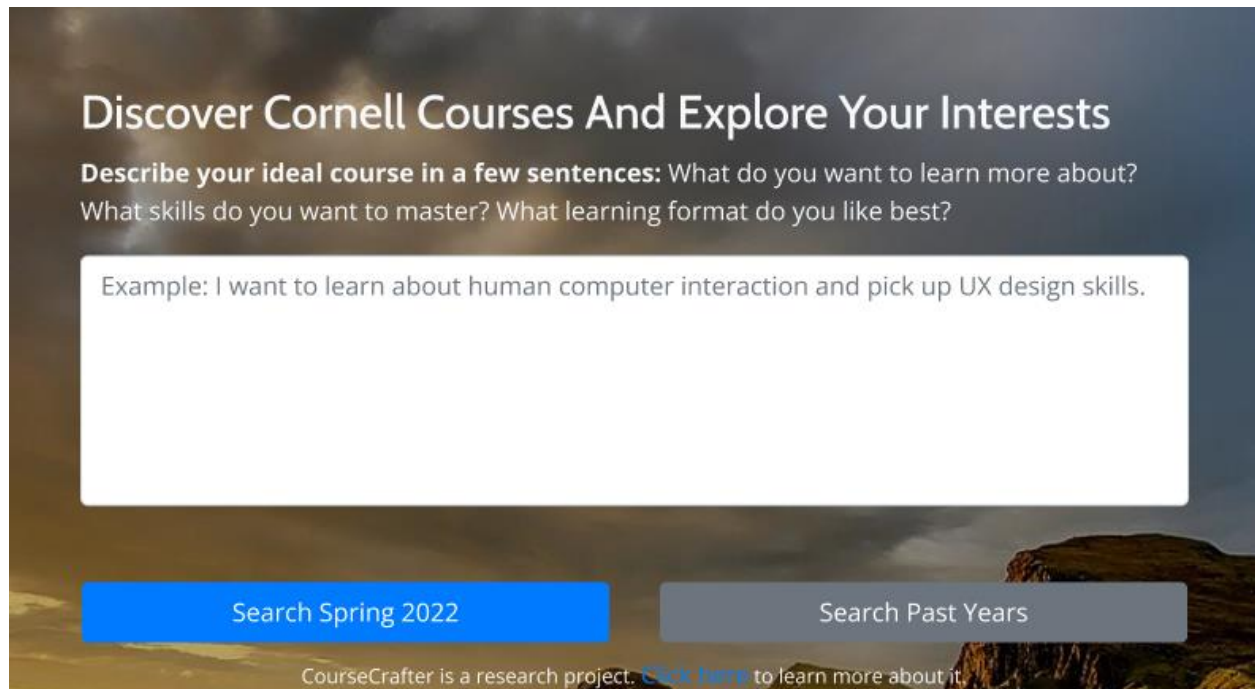 Discover Cornell Courses And Explore Your Interests
Describe your ideal course in a few sentences: What do you want to learn more about?
What skills do you want to master? What learning format do you like best?
Example: I want to learn about human computer interaction and pick up UX design skills.
Search Spring 2022
Search Past Years
CourseCrafter is a research project. Click here to learn more about it.